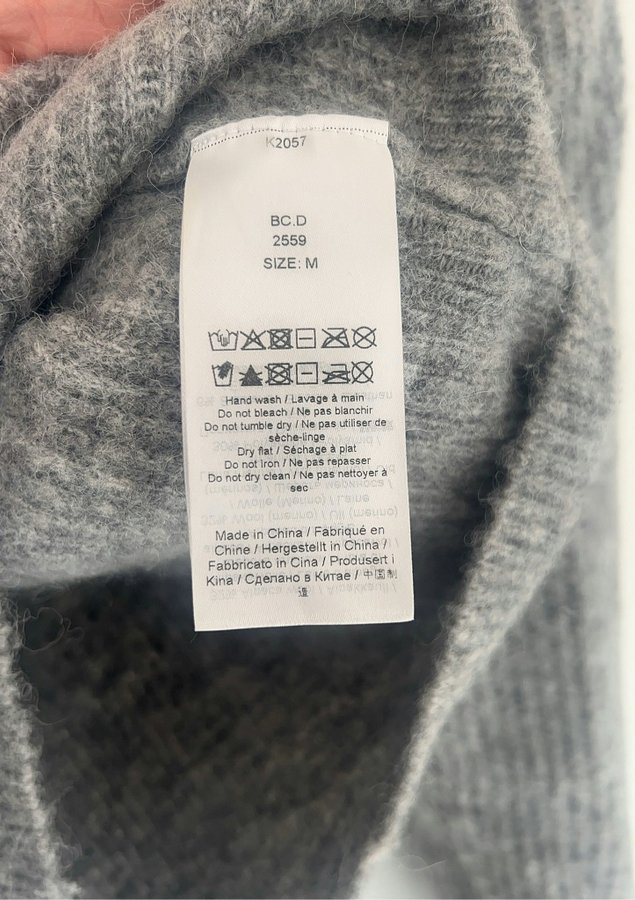 K2057
BC.D
2559
SIZE: M
Hand wash / Lavage à main
Do not bleach / Ne pas blanchir
Do not tumble dry / Ne pas utiliser de
sèche-linge
Dry flat / Séchage à plat
Do not iron / Ne pas repasser
Do not dry clean / Ne pas nettoyer à
sec
Made in China / Fabriqué en
Chine / Hergestellt in China /
Fabbricato in Cina / Produsert i
Kina / Сделано в Китае / 中国制
造